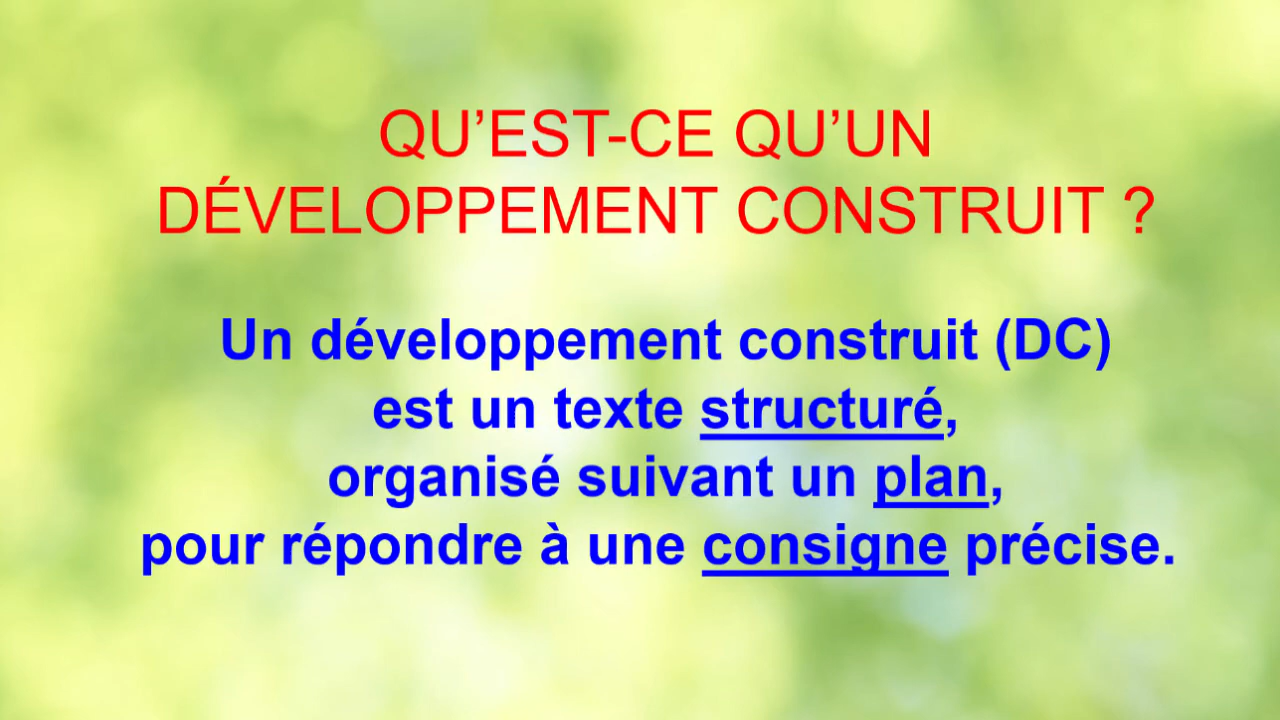 QU’EST-CE QU’UN
DÉVELOPPEMENT CONSTRUIT ?
Un développement construit (DC)
est un texte structuré,
organisé suivant un plan,
pour répondre à une consigne précise.